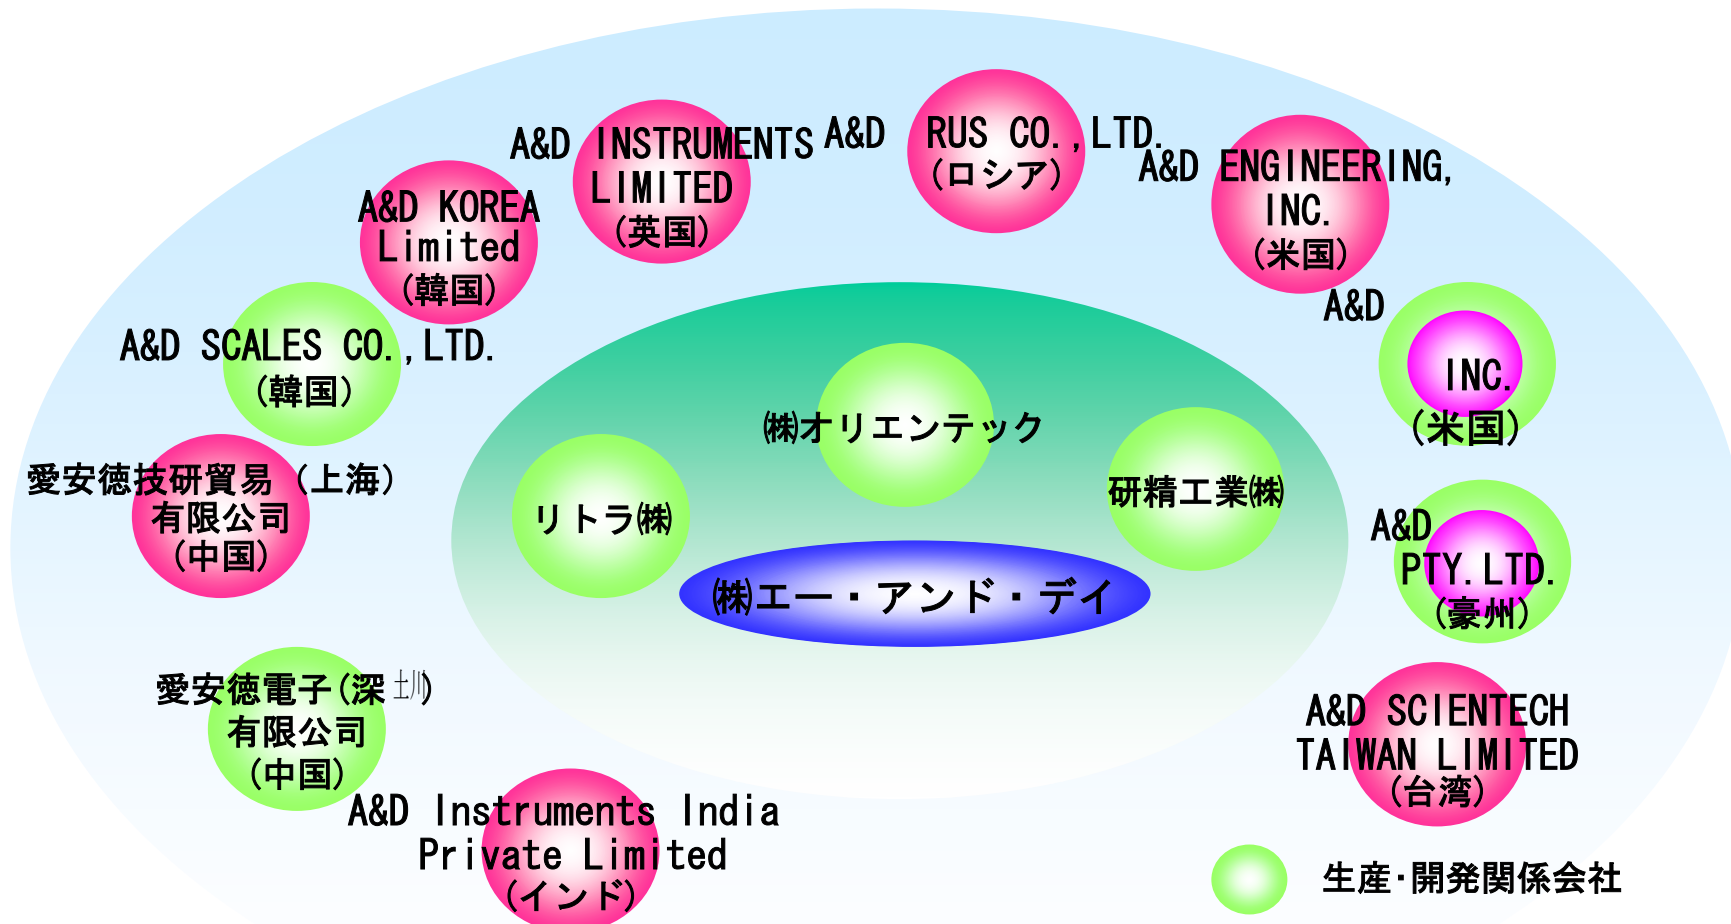 A&D INSTRUMENTS
LIMITED
(英国)
A&D RUS CO.,LTD.
(ロシア)
A&D ENGINEERING,
INC.
(米国)
A&D KOREA
Limited
(韓国)
A&D
INC.
(米国)
A&D SCALES CO.,LTD.
(韓国)
㈱オリエンテック
研精工業㈱
リトラ㈱
㈱エー・アンド・デイ
愛安徳技研貿易（上海）
有限公司
(中国)
A&D
PTY.LTD.
(豪州)
愛安徳電子(深圳)
有限公司
(中国)
A&D SCIENTECH
TAIWAN LIMITED
(台湾)
A&D Instruments India
Private Limited
(インド)
生産・開発関係会社